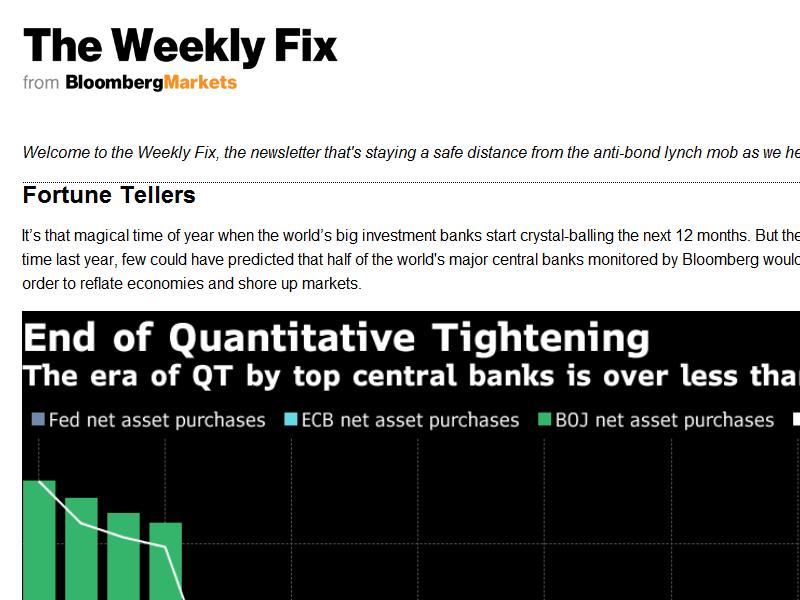 The Weekly Fix
from BloombergMarkets
Welcome to the Weekly Fix, the newsletter that's staying a safe distance from the anti-bond lynch mob as we he
Fortune Tellers
It’s that magical time of year when the world’s big investment banks start crystal-balling the next 12 months. But the
time last year, few could have predicted that half of the world's major central banks monitored by Bloomberg would
order to reflate economies and shore up markets.
End of Quantitative Tightening
The era of QT by top central banks is over less than
Fed net asset purchases ECB net asset purchases BOJ net asset purchases